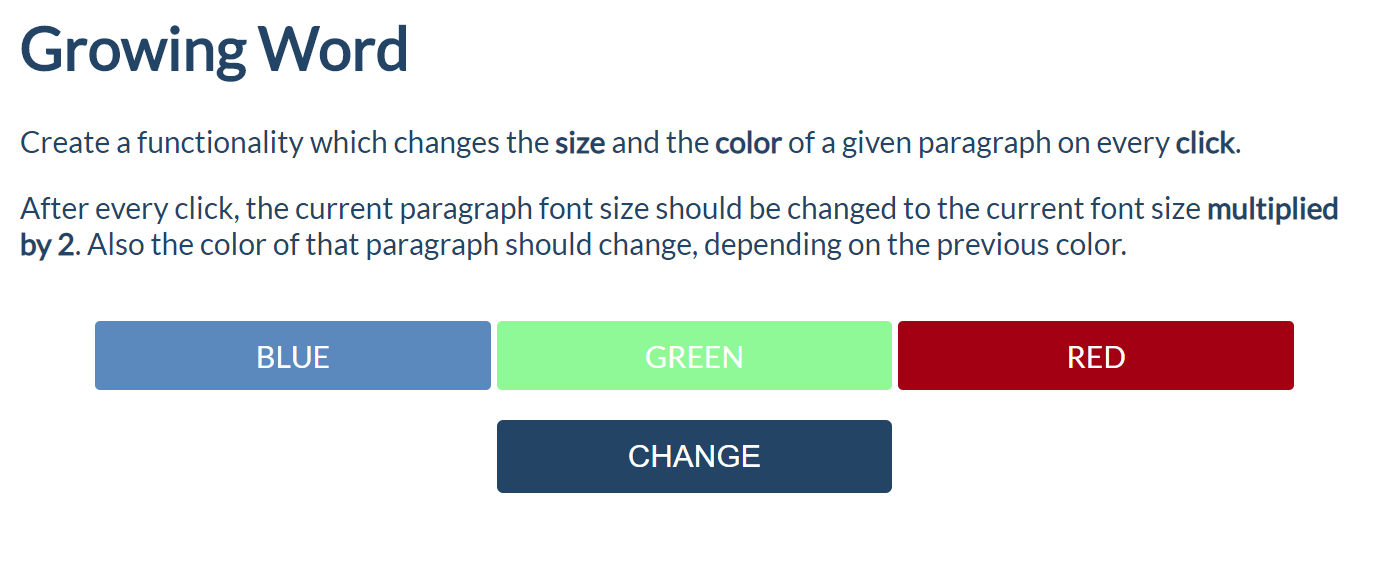 Growing Word
Create a functionality which changes the size and the color of a given paragraph on every click.
After every click, the current paragraph font size should be changed to the current font size multiplied
by 2. Also the color of that paragraph should change, depending on the previous color.
BLUE GREEN RED
CHANGE